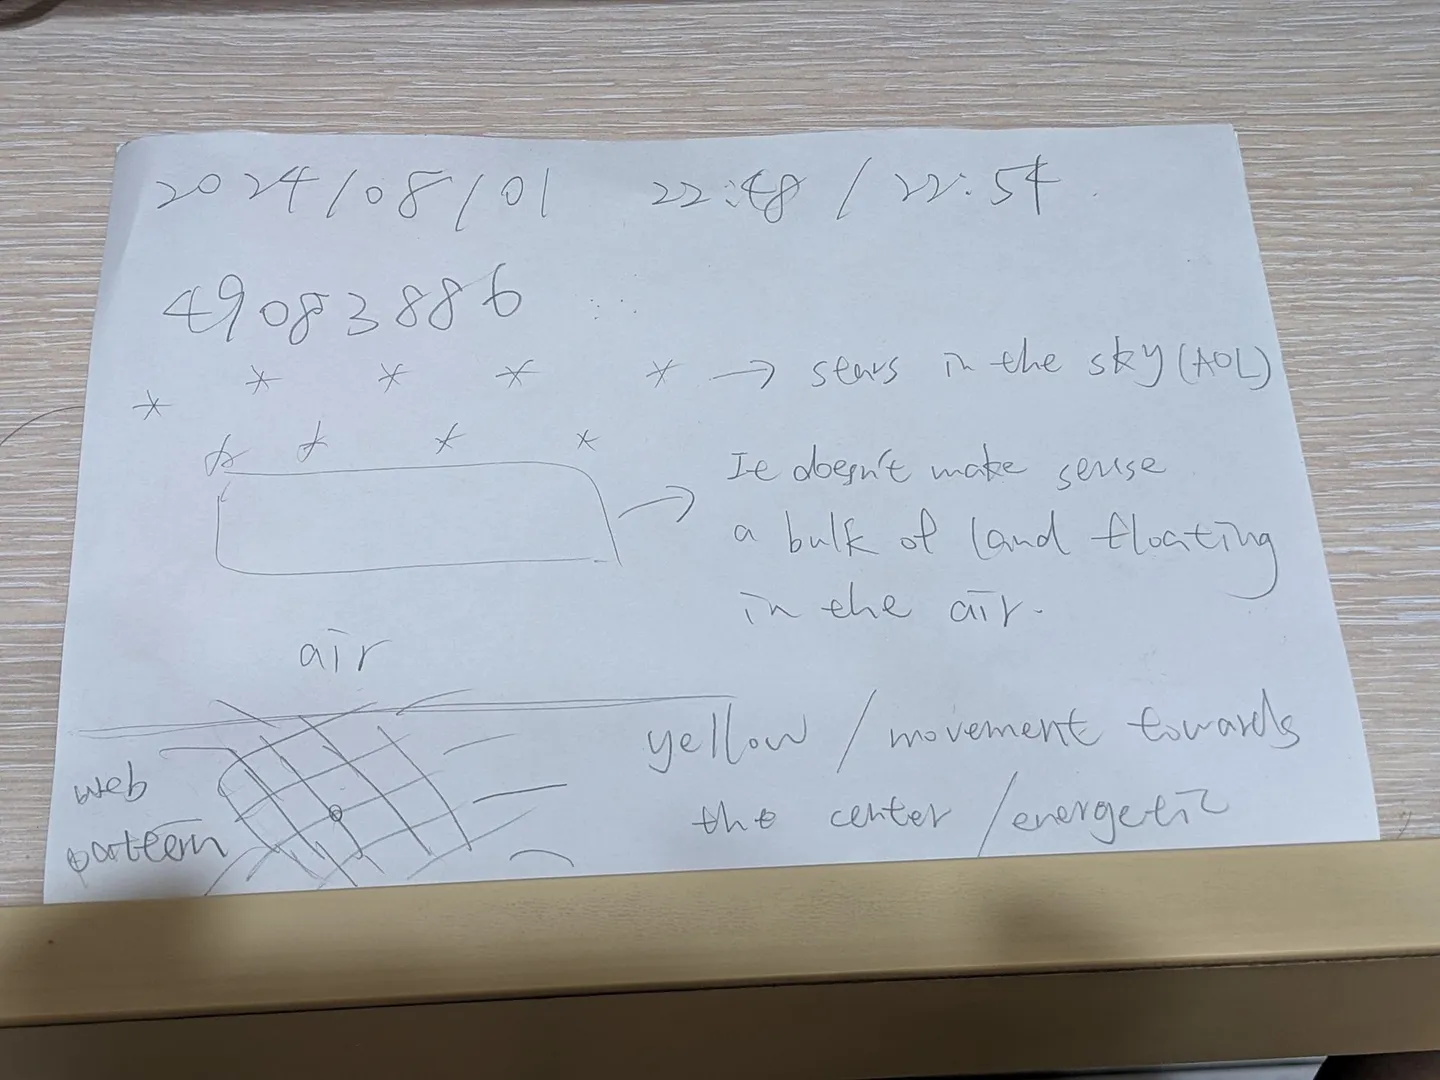 2024/08/01 22:48 / 22:54
49083886
→ stars in the sky (AOL)
It doesn't make sense
a bulk of land floating
in the air.
air
yellow / movement towards
the center / energetic
web
pattern